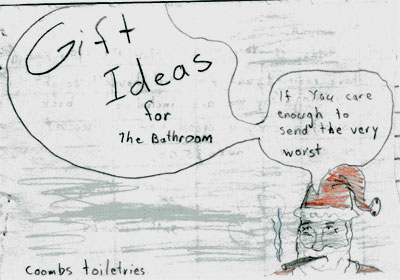 Gift
Ideas
for
The Bathroom
If You care
enough to
send the very
worst
Coombs toiletries